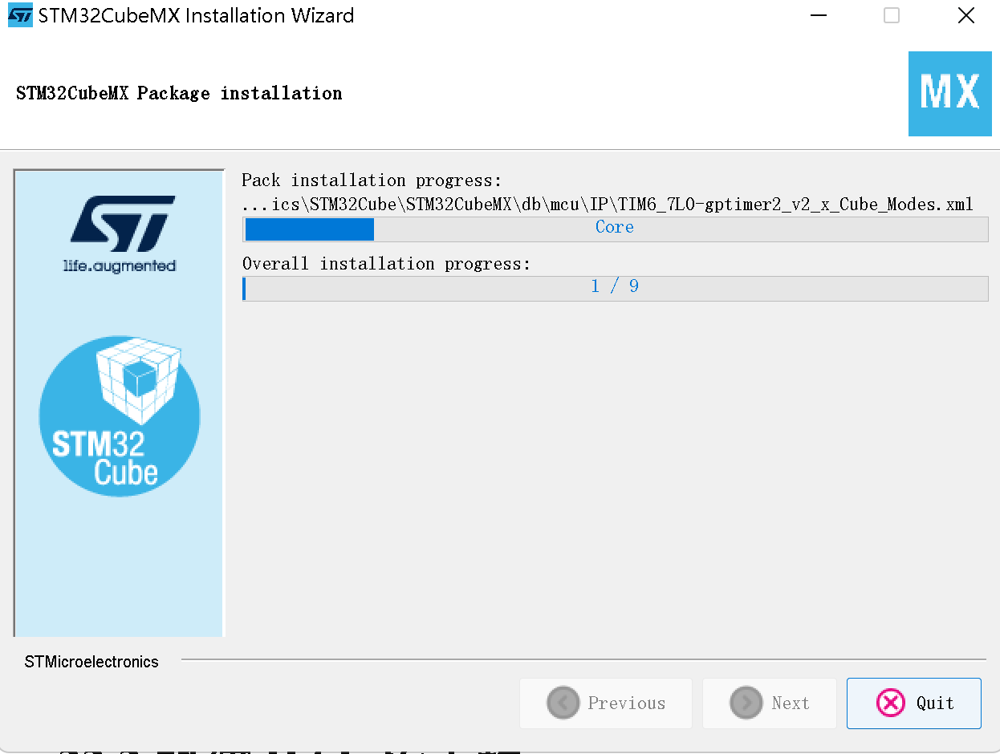 STM32CubeMX Installation Wizard
STM32CubeMX Package installation
MX
Pack installation progress:
...ics\STM32Cube\STM32CubeMX\db\mcu\IP\TIM6_7L0-gptimer2_v2_x_Cube_Modes.xml
Core
Overall installation progress:
1 / 9
ST
life.augmented
STM32
Cube
STMicroelectronics
Previous
Next
Quit